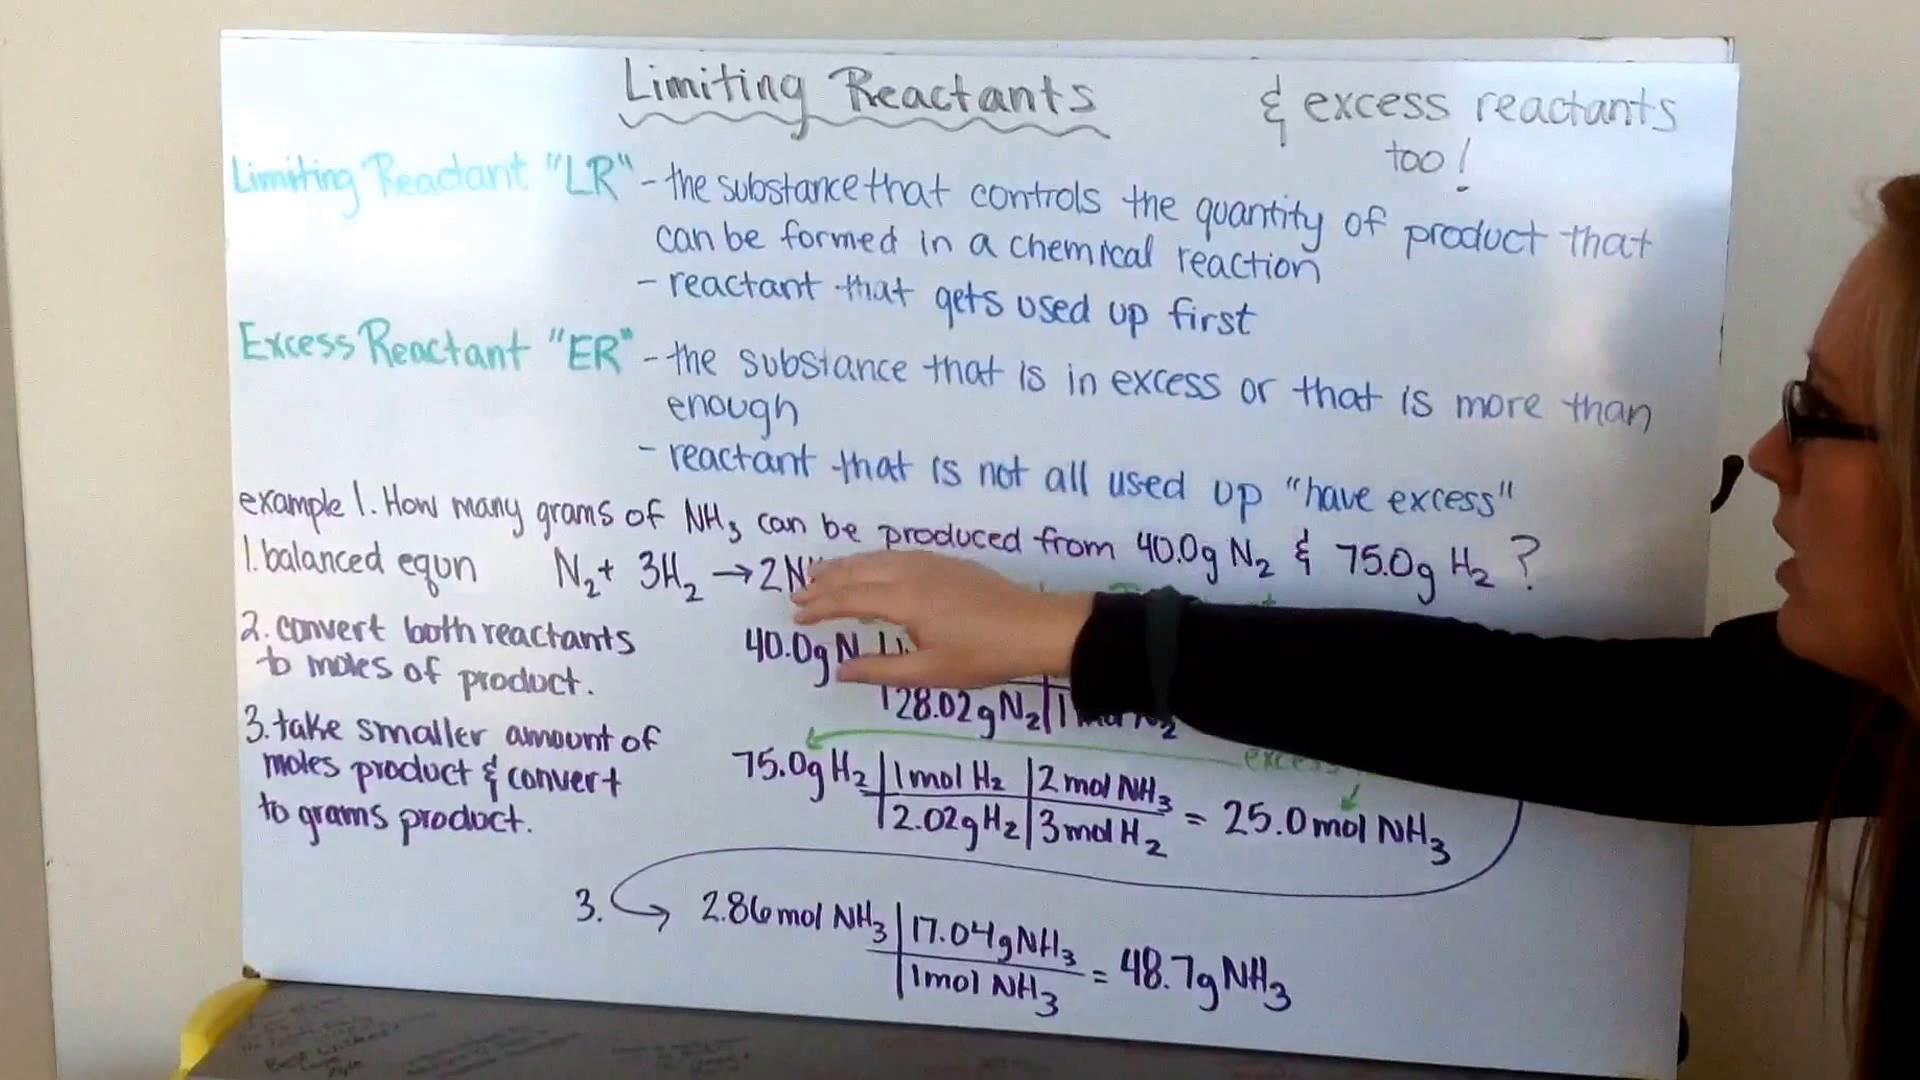 Limiting Reactants
& excess reactants
too!
Limiting Reactant "LR" - the substance that controls the quantity of product that
can be formed in a chemical reaction
- reactant that gets used up first
Excess Reactant "ER" - the substance that is in excess or that is more than
enough
- reactant that is not all used up "have excess"
example 1. How many grams of NH₃ can be produced from 40.0g N₂ & 75.0g H₂ ?
1. balanced equn N₂ + 3H₂ → 2N
2. convert both reactants
to moles of product.
40.0g N
28.02g N₂ 1 mol N₂
3. take smaller amount of
moles product & convert
to grams product.
excess
75.0g H₂ | 1 mol H₂ | 2 mol NH₃
2.02g H₂ | 3 mol H₂ = 25.0 mol NH₃
3. 2.86 mol NH₃ | 17.04g NH₃
1 mol NH₃ = 48.7g NH₃